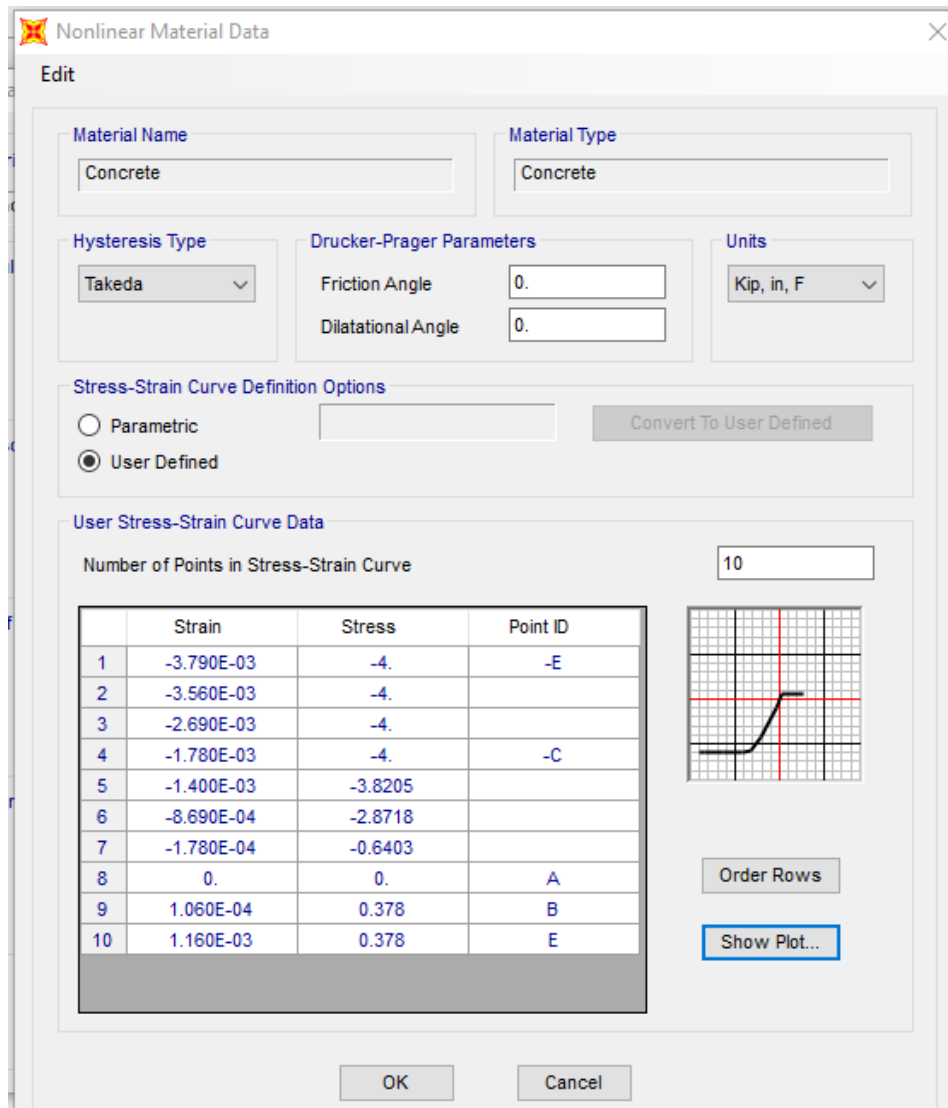 Nonlinear Material Data
Edit
Material Name
Material Type
Concrete
Concrete
Hysteresis Type
Drucker-Prager Parameters
Units
Takeda
Friction Angle
0.
Kip, in, F
Dilatational Angle
0.
Stress-Strain Curve Definition Options
Parametric
Convert To User Defined
User Defined
User Stress-Strain Curve Data
Number of Points in Stress-Strain Curve
10
Strain Stress Point ID
1 -3.790E-03 -4. -E
2 -3.560E-03 -4.
3 -2.690E-03 -4.
4 -1.780E-03 -4. -C
5 -1.400E-03 -3.8205
6 -8.690E-04 -2.8718
7 -1.780E-04 -0.6403
8 0. 0. A
9 1.060E-04 0.378 B
10 1.160E-03 0.378 E
Order Rows
Show Plot...
OK
Cancel